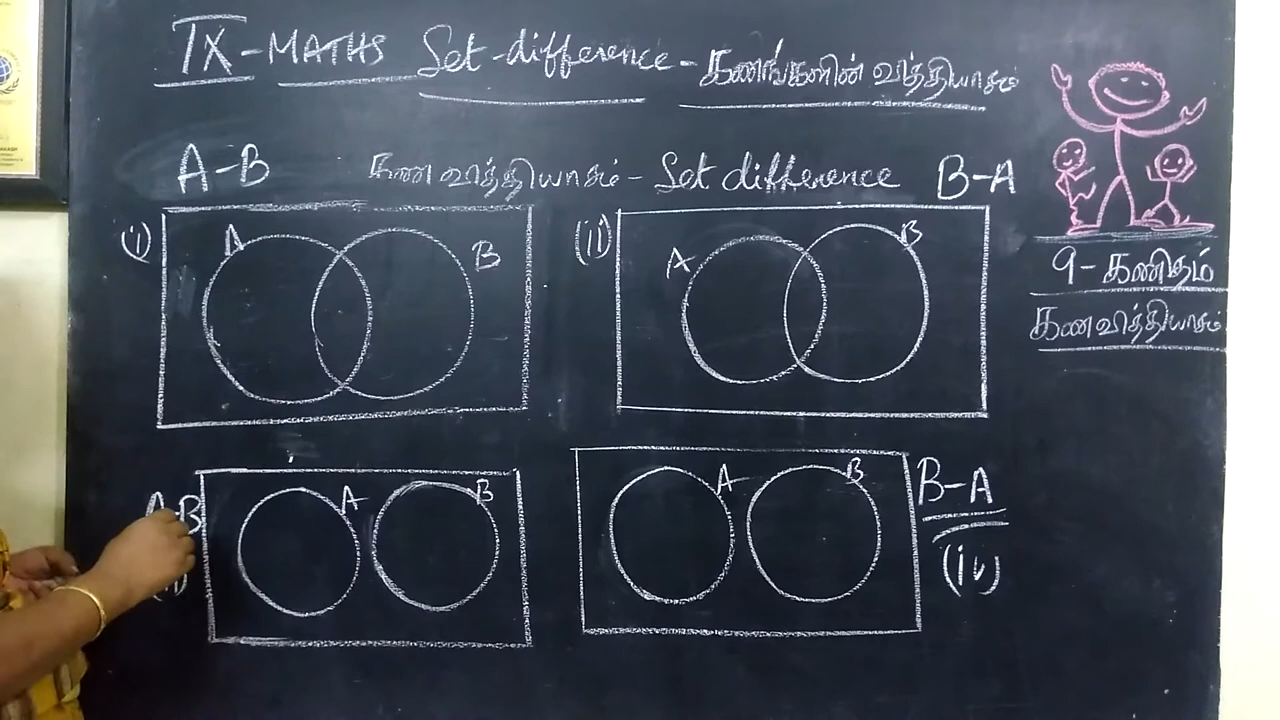 IX - MATHS Set-difference - கணங்களின் வித்தியாசம்
A-B கண வித்தியாசம் - Set difference B-A
(i) A B
(ii) A B
9-கணிதம்
கணவித்தியாசம்
A B
A B B-A
(iv)